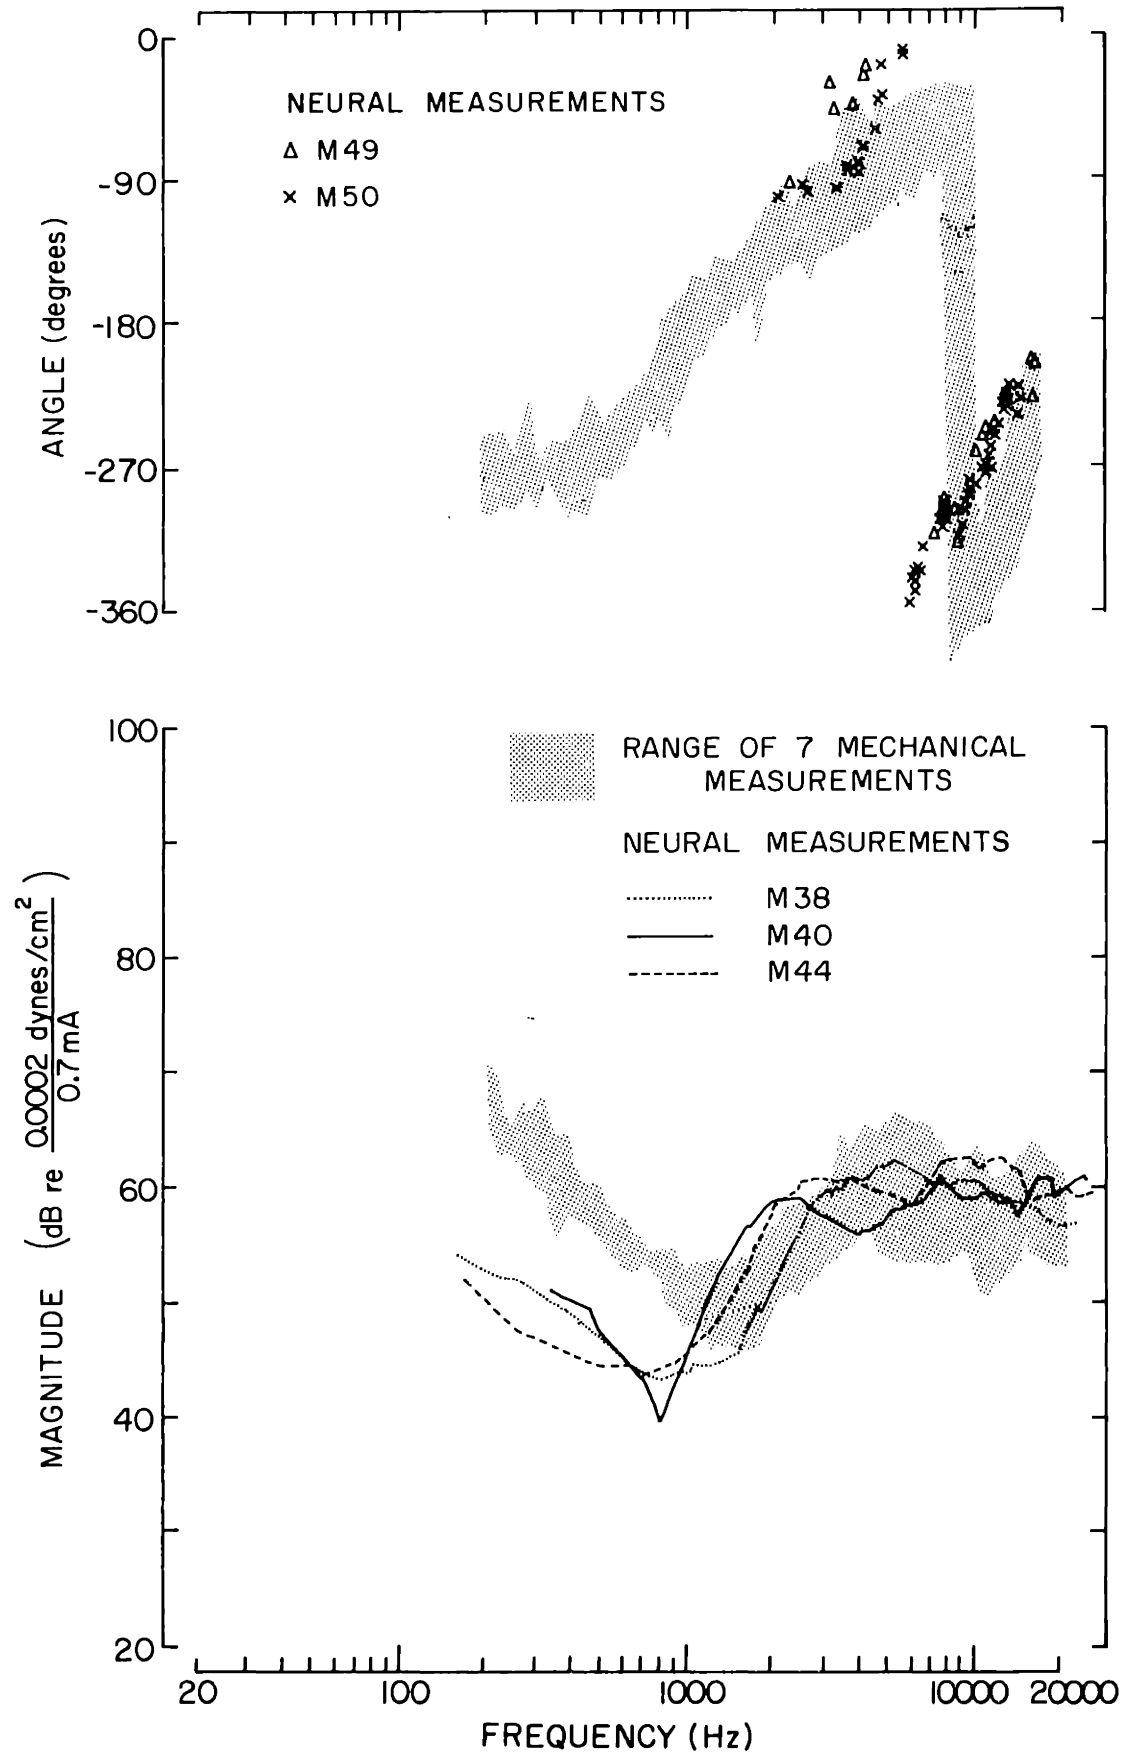 0
-90
-180
-270
-360
ANGLE (degrees)
NEURAL MEASUREMENTS
Δ M49
× M50
100
80
60
40
20
MAGNITUDE (dB re 0.0002 dynes/cm²
0.7mA )
RANGE OF 7 MECHANICAL
MEASUREMENTS
NEURAL MEASUREMENTS
M38
M40
M44
20 100 1000 10000 20000
FREQUENCY (Hz)